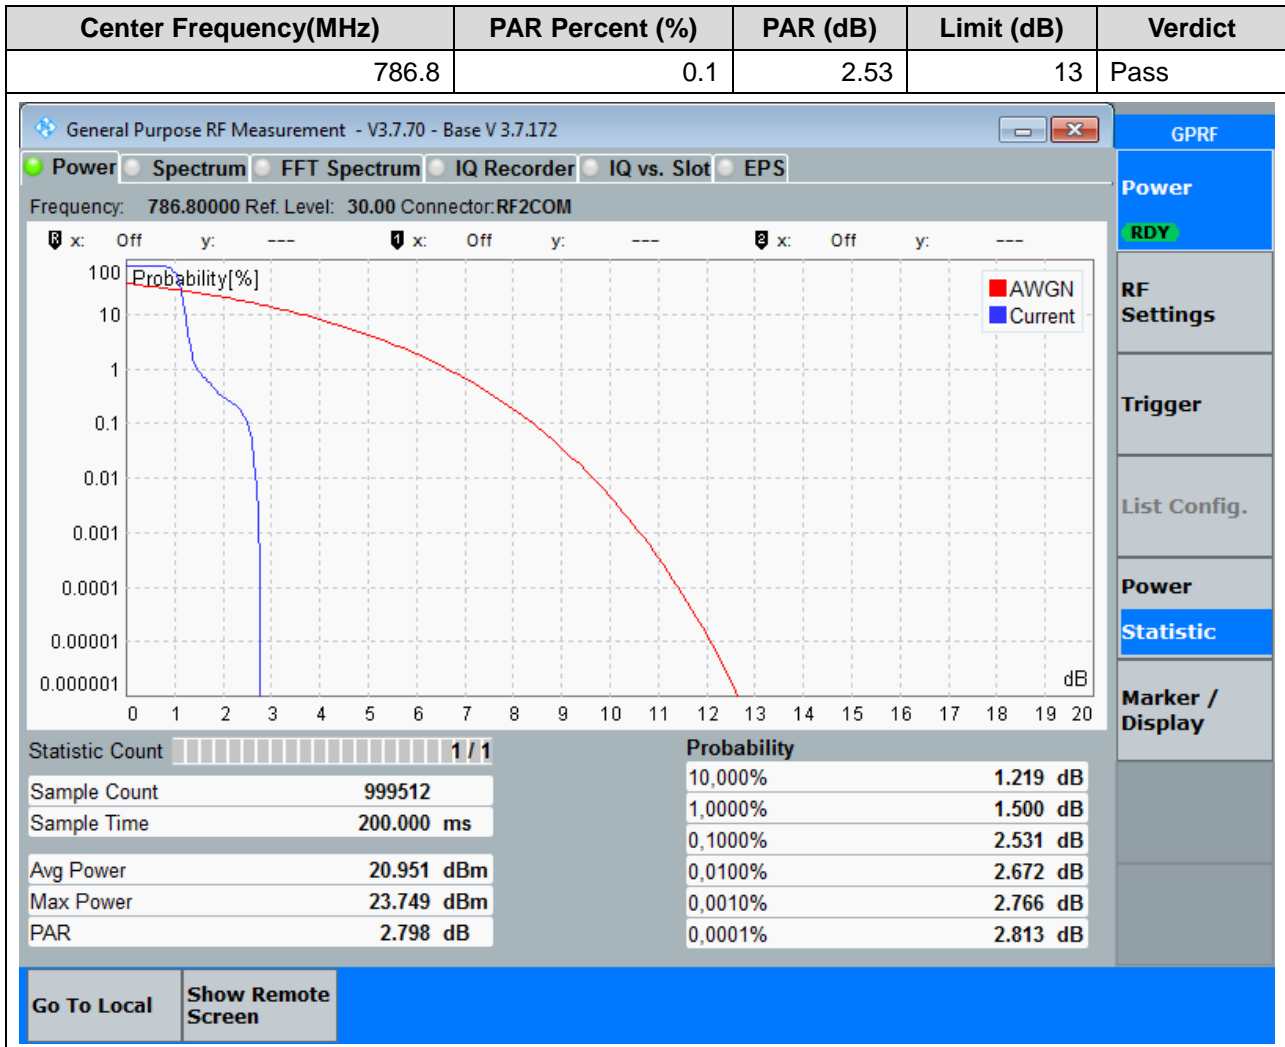 Center Frequency(MHz) PAR Percent (%) PAR (dB) Limit (dB) Verdict
786.8 0.1 2.53 13 Pass
General Purpose RF Measurement - V3.7.70 - Base V 3.7.172
GPRF
Power Spectrum FFT Spectrum IQ Recorder IQ vs. Slot EPS
Frequency: 786.80000 Ref. Level: 30.00 Connector:RF2COM
R x: Off y: --- 1 x: Off y: --- 2 x: Off y: ---
Probability[%]
AWGN
Current
100
10
1
0.1
0.01
0.001
0.0001
0.00001
0.000001
dB
0 1 2 3 4 5 6 7 8 9 10 11 12 13 14 15 16 17 18 19 20
Statistic Count 1 / 1
Sample Count 999512
Sample Time 200.000 ms
Avg Power 20.951 dBm
Max Power 23.749 dBm
PAR 2.798 dB
Probability
10,000% 1.219 dB
1,0000% 1.500 dB
0,1000% 2.531 dB
0,0100% 2.672 dB
0,0010% 2.766 dB
0,0001% 2.813 dB
Power
RDY
RF
Settings
Trigger
List Config.
Power
Statistic
Marker /
Display
Go To Local
Show Remote
Screen